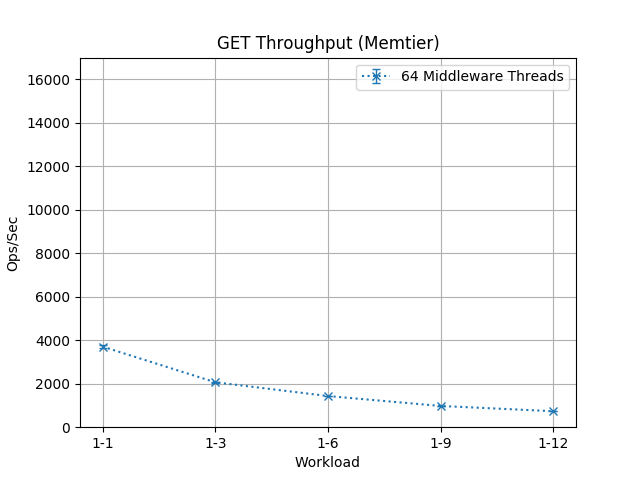 GET Throughput (Memtier)
64 Middleware Threads
Ops/Sec
16000
14000
12000
10000
8000
6000
4000
2000
0
1-1 1-3 1-6 1-9 1-12
Workload